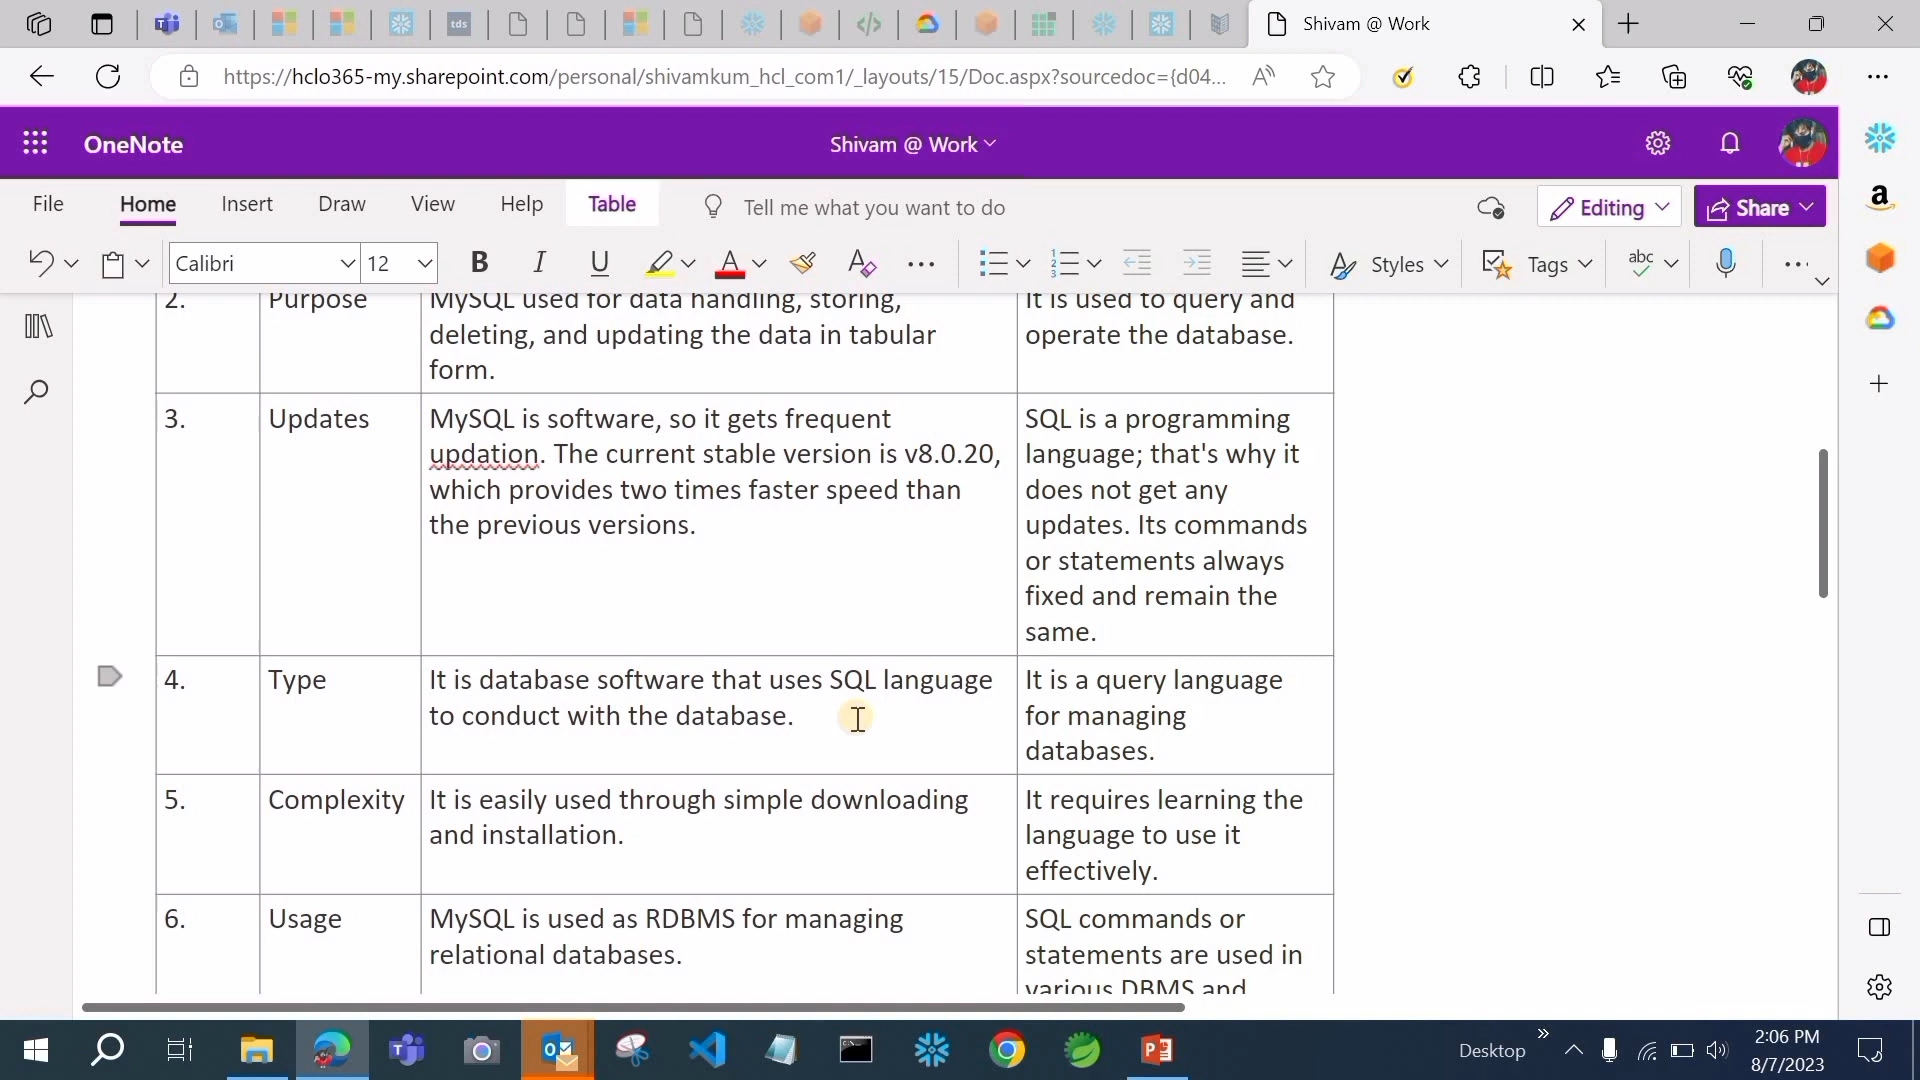 Shivam @ Work
https://hclo365-my.sharepoint.com/personal/shivamkum_hcl_com1/_layouts/15/Doc.aspx?sourcedoc={d04...
OneNote
Shivam @ Work
File Home Insert Draw View Help Table Tell me what you want to do Editing Share
Calibri 12 B I U A A Styles Tags abc
2. Purpose MySQL used for data handling, storing, It is used to query and
deleting, and updating the data in tabular operate the database.
form.
3. Updates MySQL is software, so it gets frequent SQL is a programming
updation. The current stable version is v8.0.20, language; that's why it
which provides two times faster speed than does not get any
the previous versions. updates. Its commands
or statements always
fixed and remain the
same.
4. Type It is database software that uses SQL language It is a query language
to conduct with the database. for managing
databases.
5. Complexity It is easily used through simple downloading It requires learning the
and installation. language to use it
effectively.
6. Usage MySQL is used as RDBMS for managing SQL commands or
relational databases. statements are used in
various DBMS and
Desktop 2:06 PM
8/7/2023